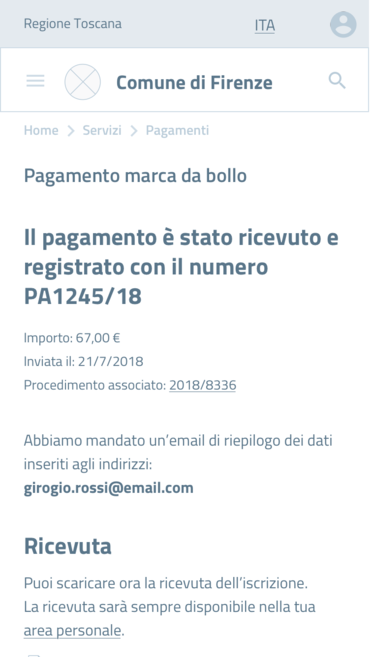 Regione Toscana
ITA
Comune di Firenze
Home > Servizi > Pagamenti
Pagamento marca da bollo
Il pagamento è stato ricevuto e
registrato con il numero
PA1245/18
Importo: 67,00 €
Inviata il: 21/7/2018
Procedimento associato: 2018/8336
Abbiamo mandato un'email di riepilogo dei dati
inseriti agli indirizzi:
girogio.rossi@email.com
Ricevuta
Puoi scaricare ora la ricevuta dell'iscrizione.
La ricevuta sarà sempre disponibile nella tua
area personale.